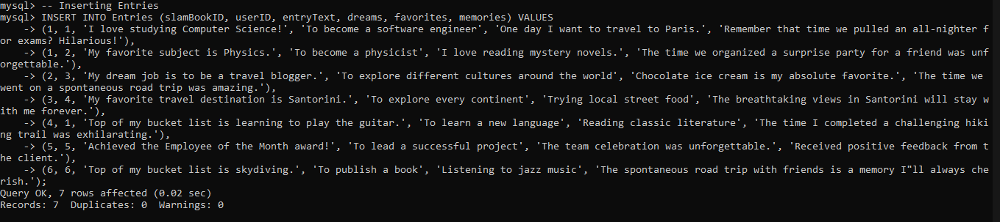 mysql> -- Inserting Entries
mysql> INSERT INTO Entries (slamBookID, userID, entryText, dreams, favorites, memories) VALUES
    -> (1, 1, 'I love studying Computer Science!', 'To become a software engineer', 'One day I want to travel to Paris.', 'Remember that time we pulled an all-nighter f
or exams? Hilarious!'),
    -> (1, 2, 'My favorite subject is Physics.', 'To become a physicist', 'I love reading mystery novels.', 'The time we organized a surprise party for a friend was unf
orgettable.'),
    -> (2, 3, 'My dream job is to be a travel blogger.', 'To explore different cultures around the world', 'Chocolate ice cream is my absolute favorite.', 'The time we
went on a spontaneous road trip was amazing.'),
    -> (3, 4, 'My favorite travel destination is Santorini.', 'To explore every continent', 'Trying local street food', 'The breathtaking views in Santorini will stay w
ith me forever.'),
    -> (4, 1, 'Top of my bucket list is learning to play the guitar.', 'To learn a new language', 'Reading classic literature', 'The time I completed a challenging hiki
ng trail was exhilarating.'),
    -> (5, 5, 'Achieved the Employee of the Month award!', 'To lead a successful project', 'The team celebration was unforgettable.', 'Received positive feedback from t
he client.'),
    -> (6, 6, 'Top of my bucket list is skydiving.', 'To publish a book', 'Listening to jazz music', 'The spontaneous road trip with friends is a memory I"ll always che
rish.');
Query OK, 7 rows affected (0.02 sec)
Records: 7  Duplicates: 0  Warnings: 0